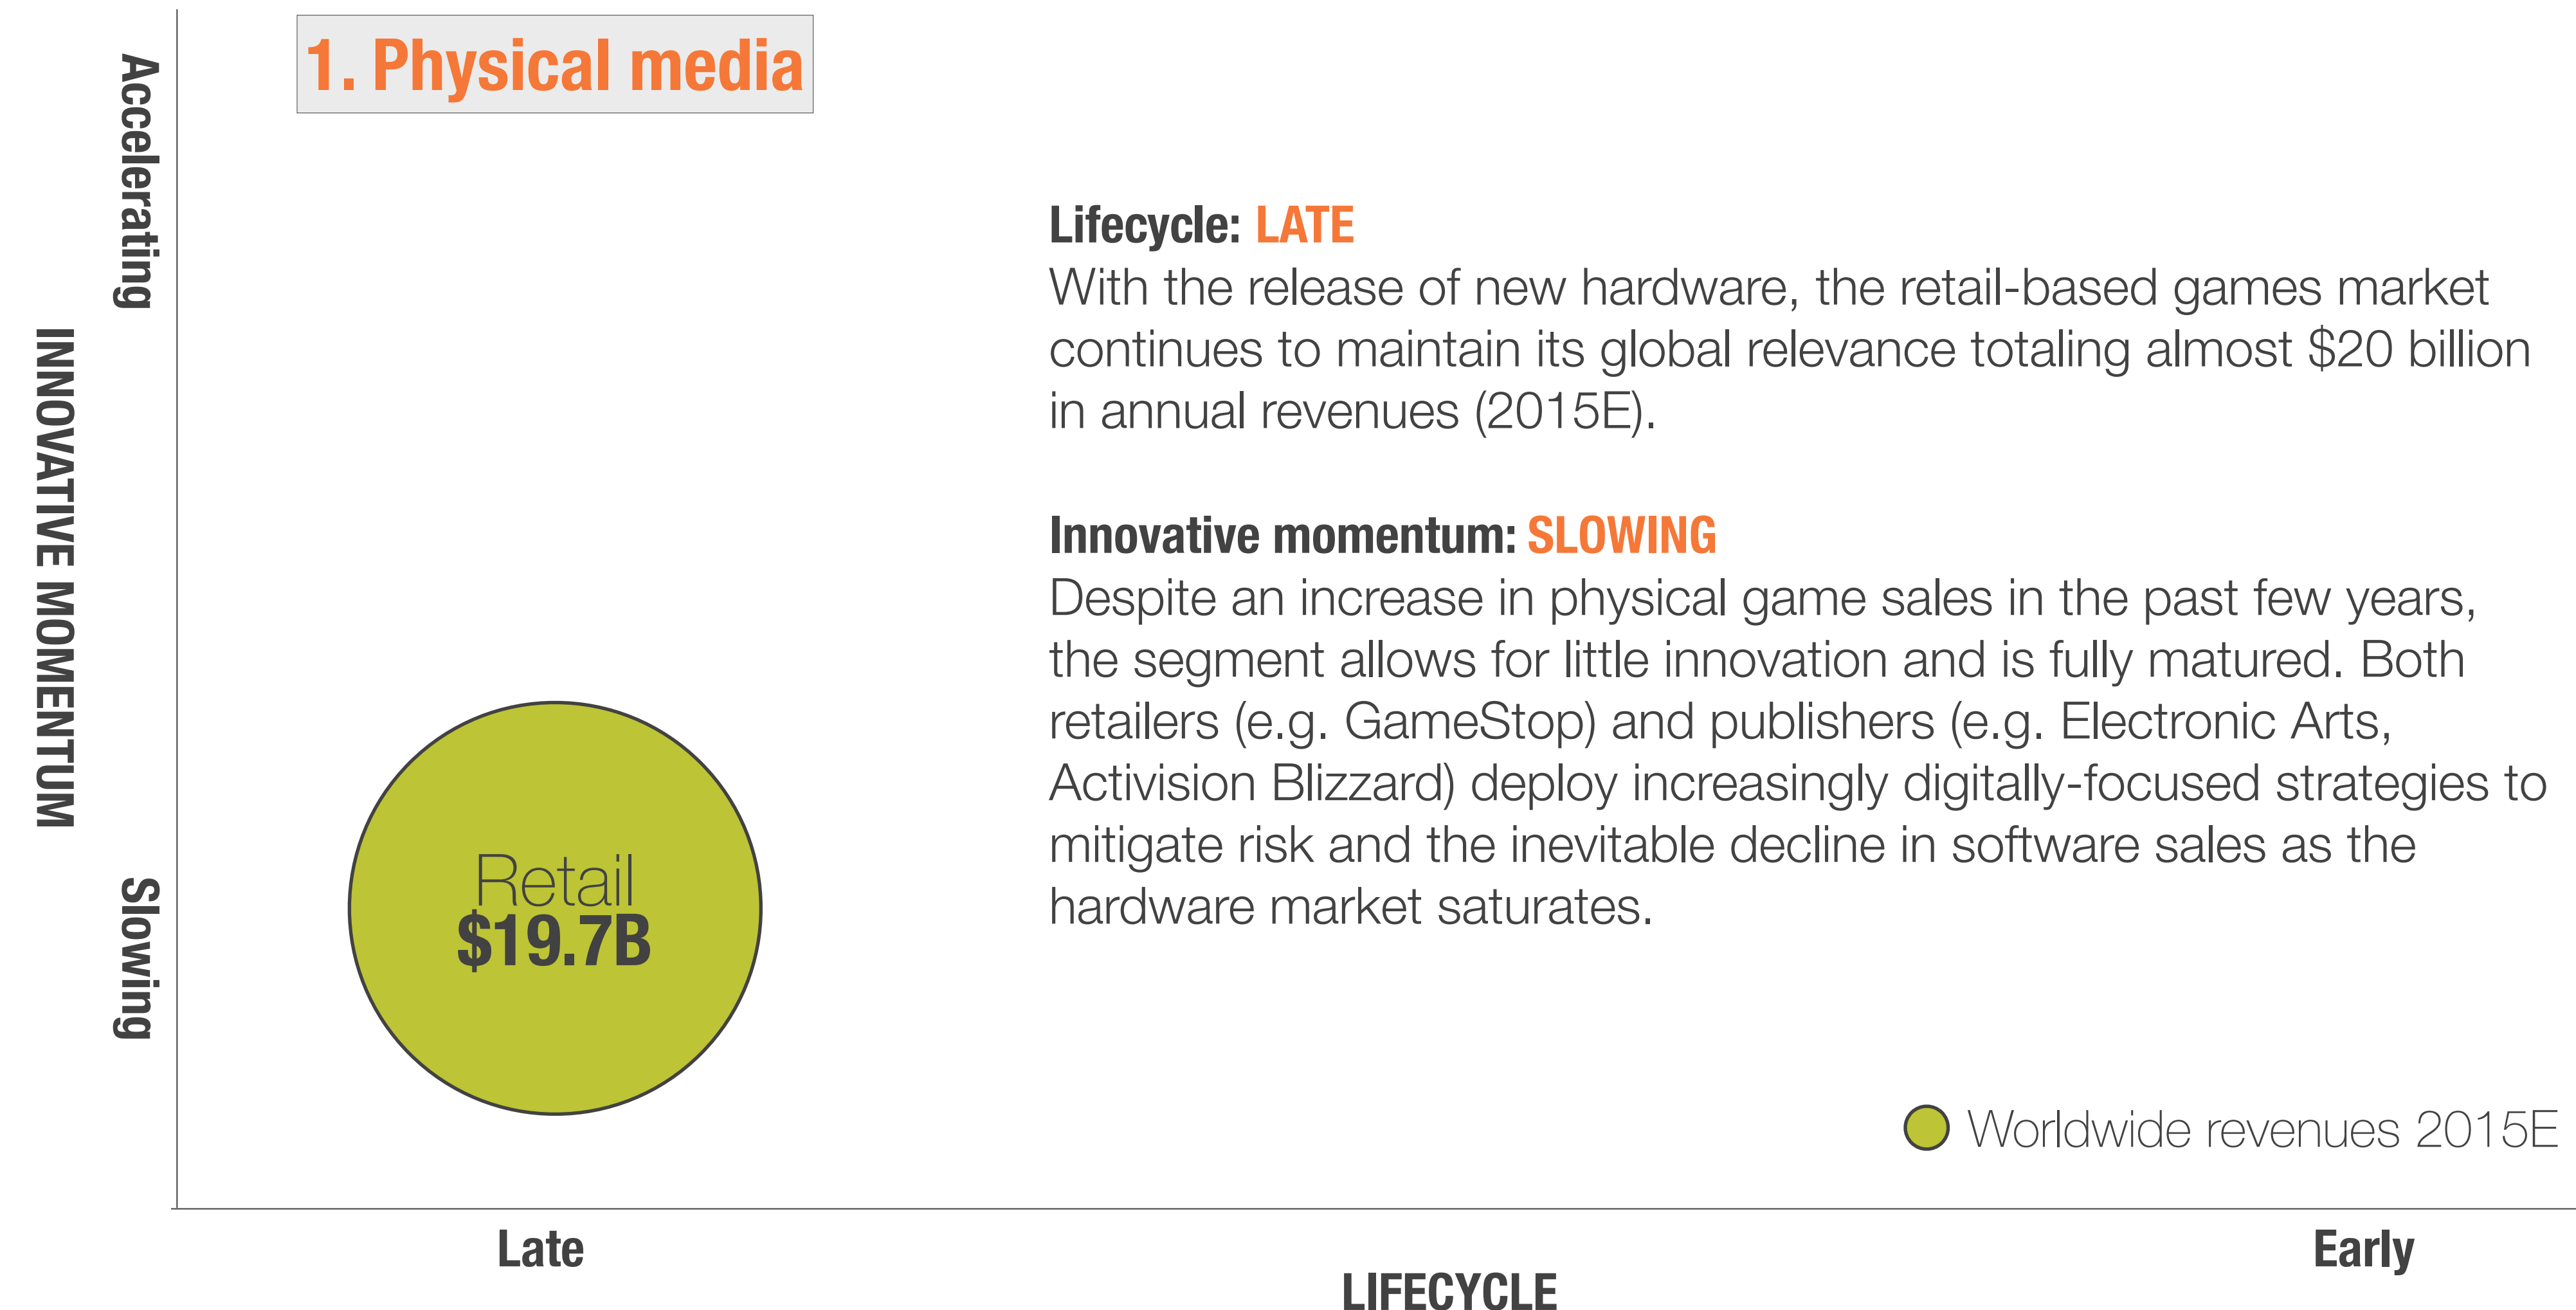 1. Physical media
Accelerating
INNOVATIVE MOMENTUM
Slowing
Lifecycle: LATE
With the release of new hardware, the retail-based games market
continues to maintain its global relevance totaling almost $20 billion
in annual revenues (2015E).
Innovative momentum: SLOWING
Despite an increase in physical game sales in the past few years,
the segment allows for little innovation and is fully matured. Both
retailers (e.g. GameStop) and publishers (e.g. Electronic Arts,
Activision Blizzard) deploy increasingly digitally-focused strategies to
mitigate risk and the inevitable decline in software sales as the
hardware market saturates.
Retail
$19.7B
Worldwide revenues 2015E
Late
Early
LIFECYCLE